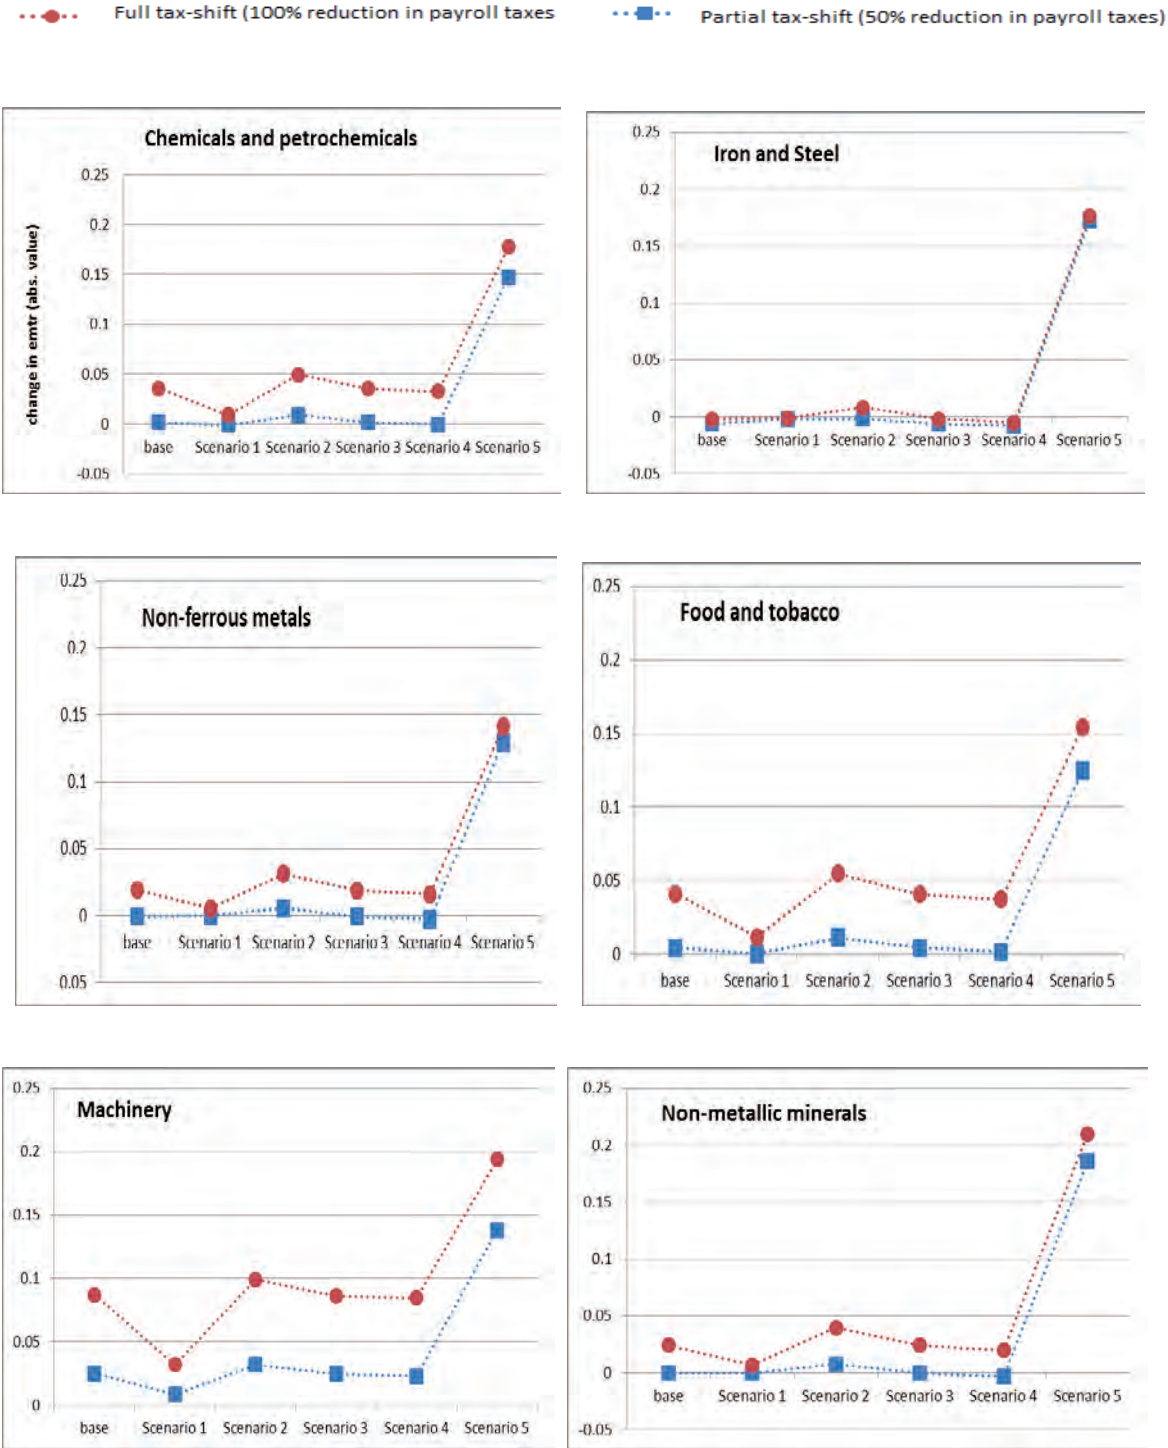 Full tax-shift (100% reduction in payroll taxes
Partial tax-shift (50% reduction in payroll taxes)
Chemicals and petrochemicals
change in emtr (abs. value)
0.25
0.2
0.15
0.1
0.05
0
-0.05
base Scenario 1 Scenario 2 Scenario 3 Scenario 4 Scenario 5
Iron and Steel
0.25
0.2
0.15
0.1
0.05
0
-0.05
base Scenario 1 Scenario 2 Scenario 3 Scenario 4 Scenario 5
Non-ferrous metals
0.25
0.2
0.15
0.1
0.05
0
0.05
base Scenario 1 Scenario 2 Scenario 3 Scenario 4 Scenario 5
Food and tobacco
0.25
0.2
0.15
0.1
0.05
0
base Scenario 1 Scenario 2 Scenario 3 Scenario 4 Scenario 5
Machinery
0.25
0.2
0.15
0.1
0.05
0
base Scenario 1 Scenario 2 Scenario 3 Scenario 4 Scenario 5
Non-metallic minerals
0.25
0.2
0.15
0.1
0.05
0
-0.05
base Scenario 1 Scenario 2 Scenario 3 Scenario 4 Scenario 5